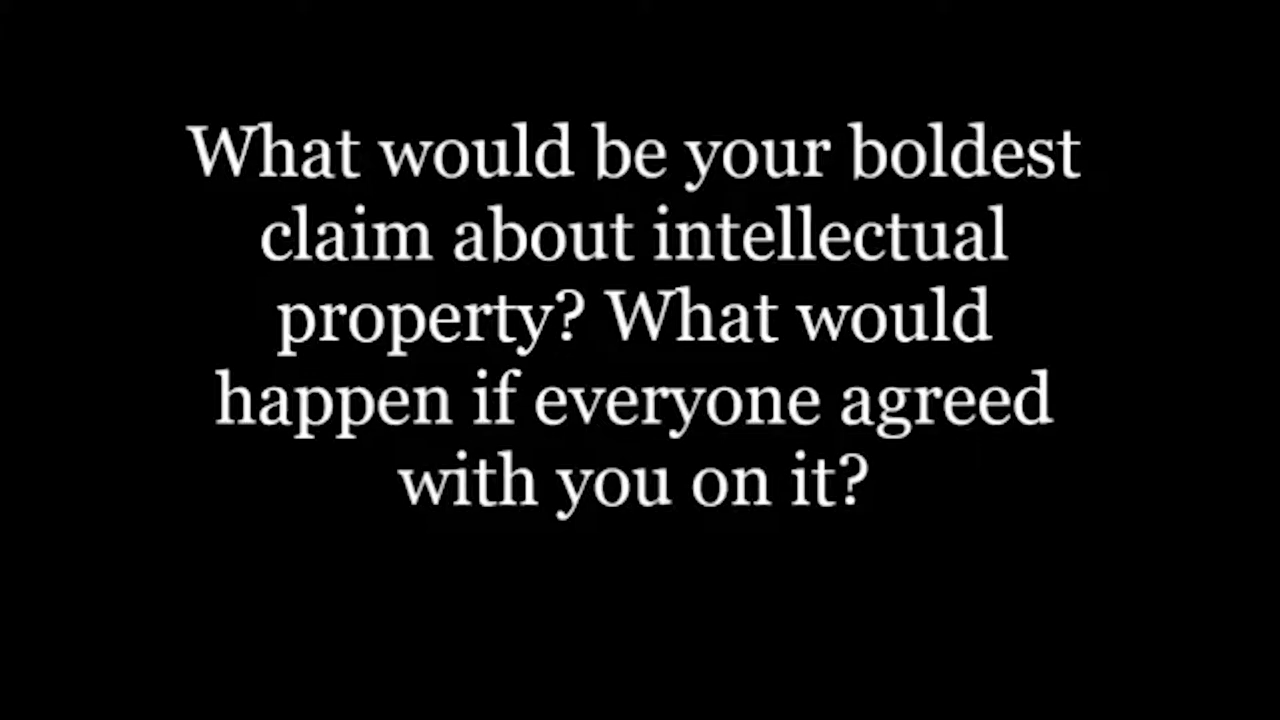 What would be your boldest
claim about intellectual
property? What would
happen if everyone agreed
with you on it?